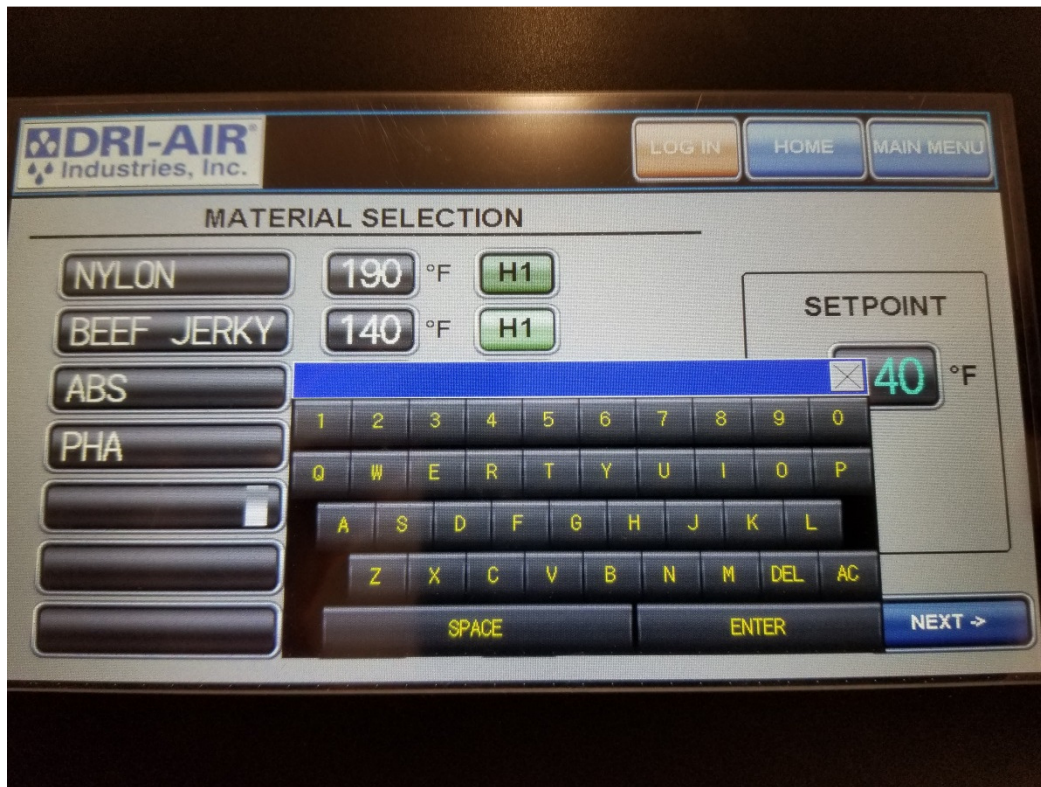 DRI-AIR®
Industries, Inc.
LOG IN HOME MAIN MENU
MATERIAL SELECTION
NYLON 190 °F H1
BEEF JERKY 140 °F H1
SETPOINT
40 °F
ABS
PHA
1 2 3 4 5 6 7 8 9 0
Q W E R T Y U I O P
A S D F G H J K L
Z X C V B N M DEL AC
SPACE ENTER
NEXT ->